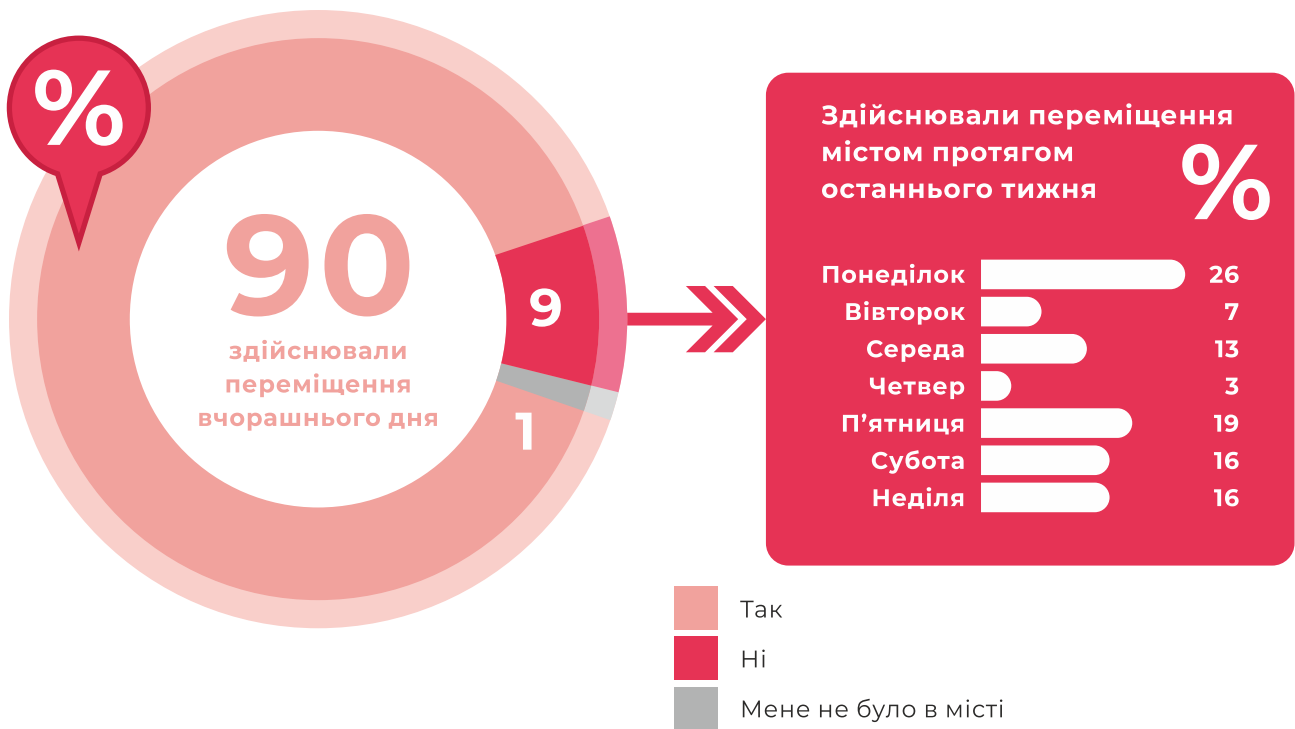 %
90
здійснювали
переміщення
вчорашнього дня
9
1
Здійснювали переміщення
містом протягом
останнього тижня
%
Понеділок 26
Вівторок 7
Середа 13
Четвер 3
П’ятниця 19
Субота 16
Неділя 16
Так
Ні
Мене не було в місті